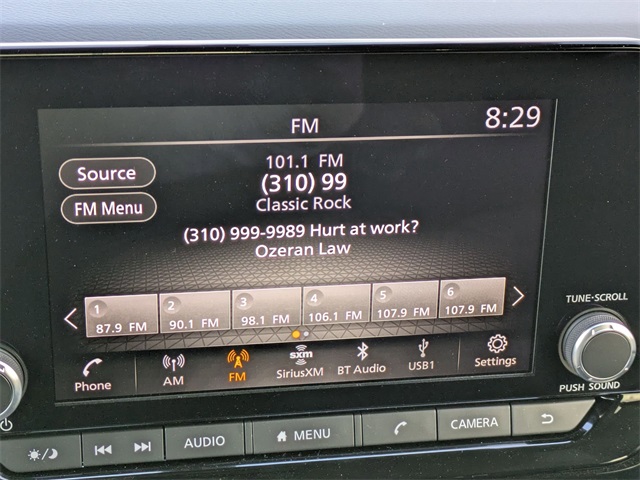 FM
8:29
Source
101.1 FM
(310) 99
FM Menu
Classic Rock
(310) 999-9989 Hurt at work?
Ozeran Law
1
87.9 FM
2
90.1 FM
3
98.1 FM
4
106.1 FM
5
107.9 FM
6
107.9 FM
Phone
AM
FM
sxm
SiriusXM
BT Audio
USB1
Settings
TUNE·SCROLL
PUSH SOUND
AUDIO
MENU
CAMERA